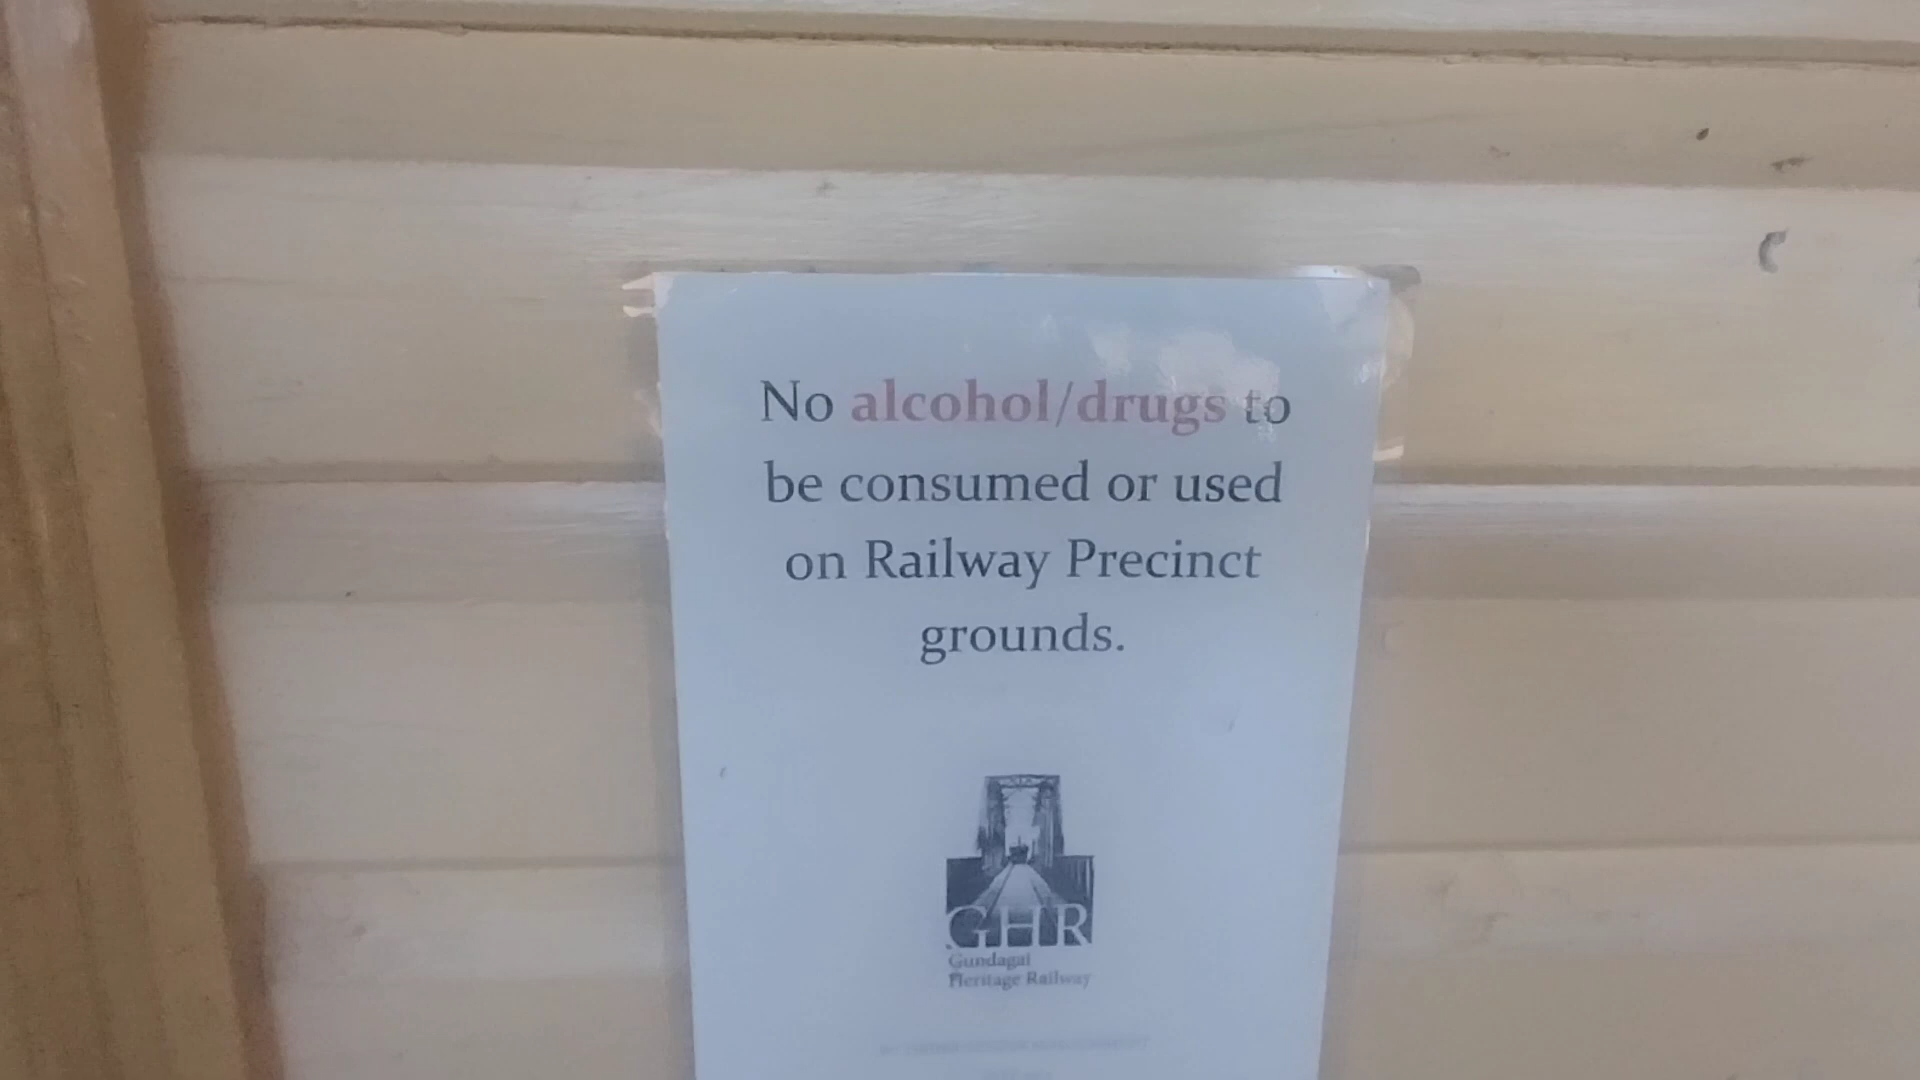 No alcohol/drugs to
be consumed or used
on Railway Precinct
grounds.
GHR
Gundagai
Heritage Railway